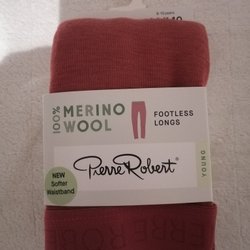 100%
MERINO
WOOL
FOOTLESS
LONGS
YOUNG
NEW
Softer
Waistband
Pierre Robert